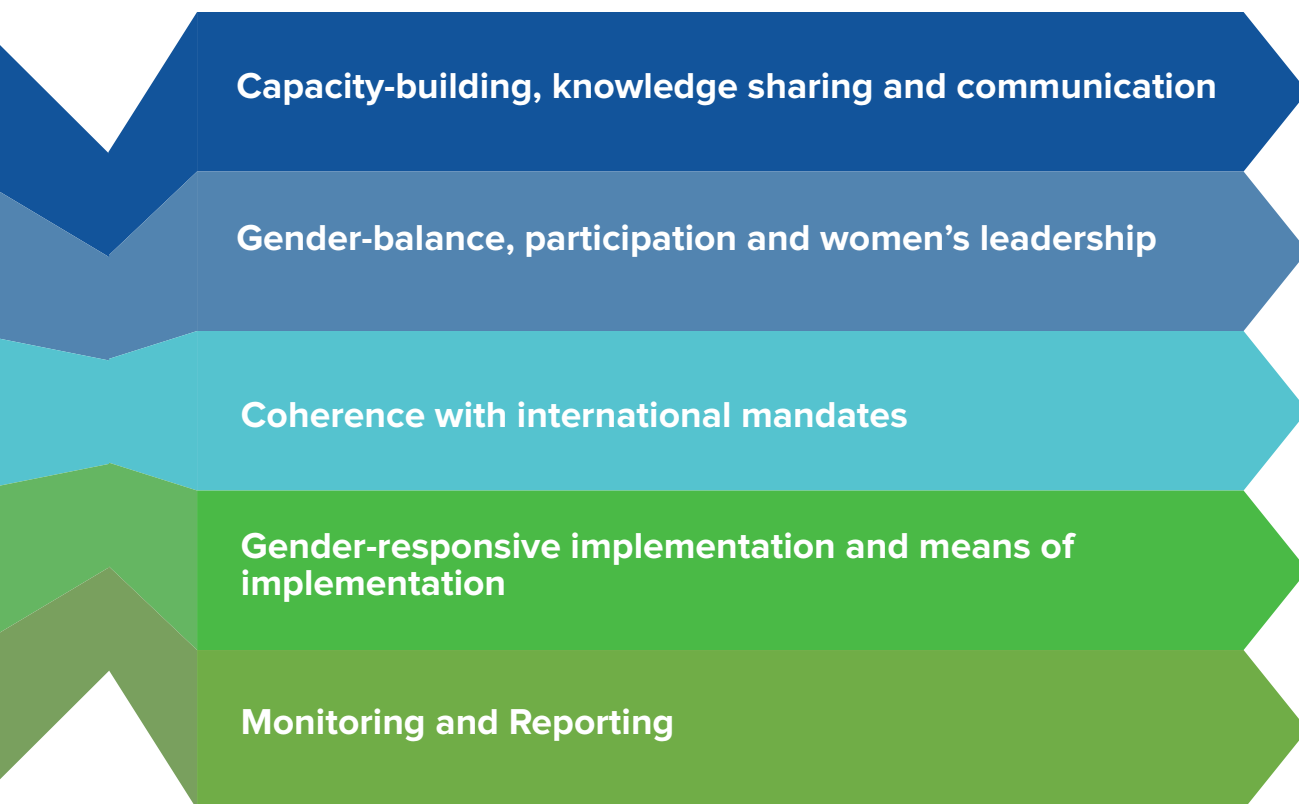 Capacity-building, knowledge sharing and communication
Gender-balance, participation and women’s leadership
Coherence with international mandates
Gender-responsive implementation and means of
implementation
Monitoring and Reporting